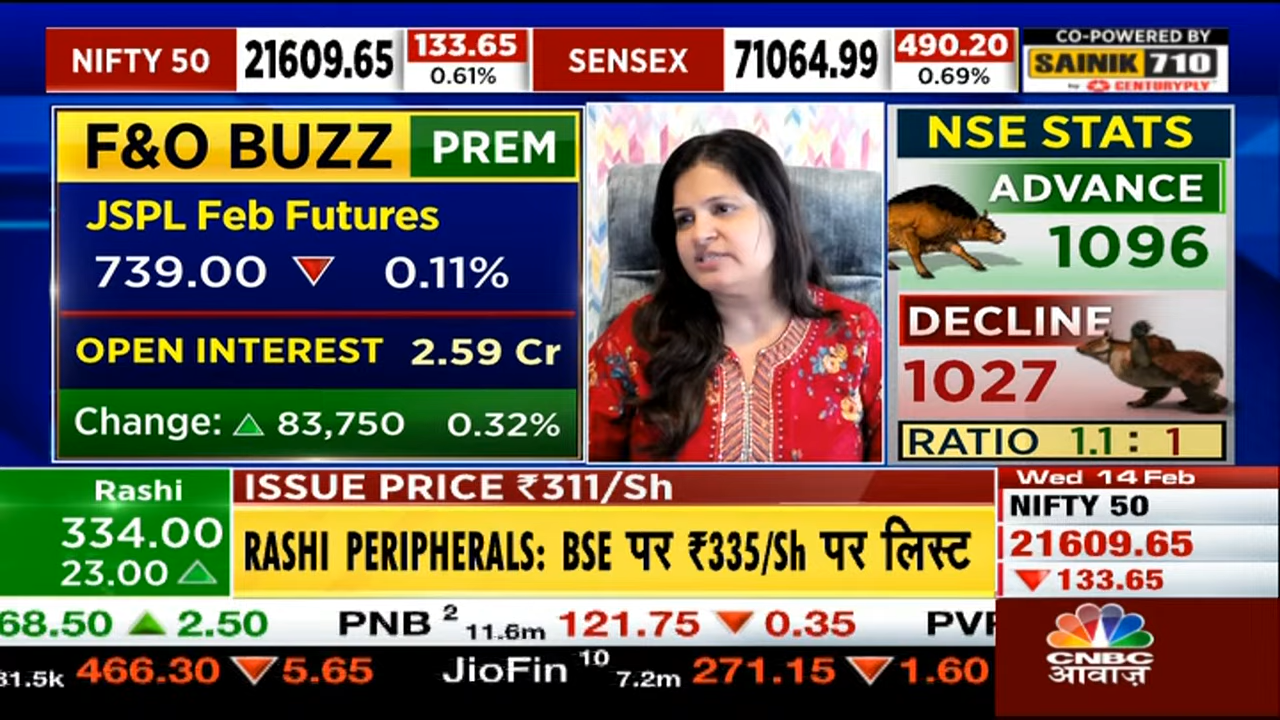 NIFTY 50 21609.65 133.65 0.61% SENSEX 71064.99 490.20 0.69%
CO-POWERED BY
SAINIK 710
by CENTURYPLY
F&O BUZZ PREM
JSPL Feb Futures
739.00 ▼ 0.11%
OPEN INTEREST 2.59 Cr
Change: ▲ 83,750 0.32%
NSE STATS
ADVANCE
1096
DECLINE
1027
RATIO 1.1 : 1
Rashi
334.00
23.00 ▲
ISSUE PRICE ₹311/Sh
RASHI PERIPHERALS: BSE पर ₹335/Sh पर लिस्ट
Wed 14 Feb
NIFTY 50
21609.65
▼ 133.65
68.50 ▲ 2.50 PNB 2 11.6m 121.75 ▼ 0.35 PVR
31.5k 466.30 ▼ 5.65 JioFin 10 7.2m 271.15 ▼ 1.60
CNBC
आवाज़